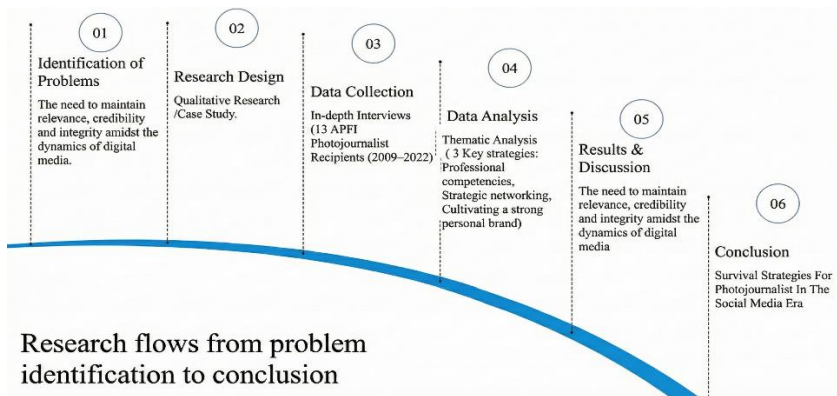 01
Identification of
Problems
The need to maintain
relevance, credibility
and integrity amidst the
dynamics of digital
media.
02
Research Design
Qualitative Research
/Case Study.
03
Data Collection
In-depth Interviews
(13 APFI
Photojournalist
Recipients (2009–2022)
04
Data Analysis
Thematic Analysis
( 3 Key strategies:
Professional
competencies,
Strategic networking,
Cultivating a strong
personal brand)
05
Results &
Discussion
The need to maintain
relevance, credibility
and integrity amidst the
dynamics of digital
media
06
Conclusion
Survival Strategies For
Photojournalist In The
Social Media Era
Research flows from problem
identification to conclusion